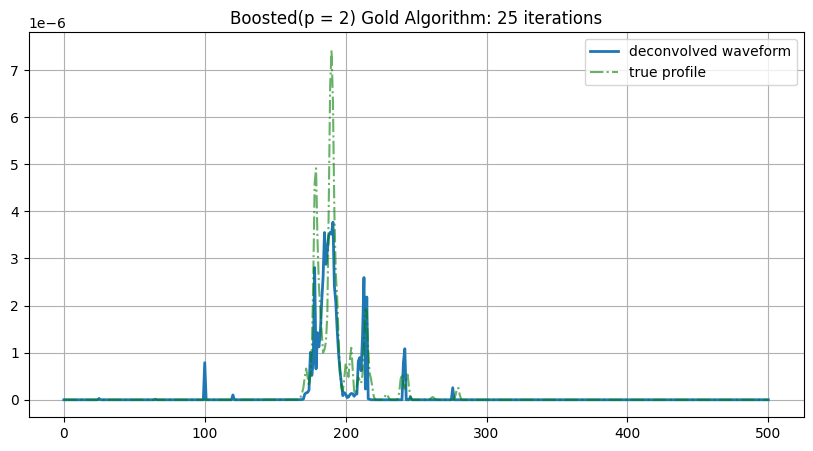 Boosted(p = 2) Gold Algorithm: 25 iterations
1e−6
deconvolved waveform
true profile
7
6
5
4
3
2
1
0
0 100 200 300 400 500